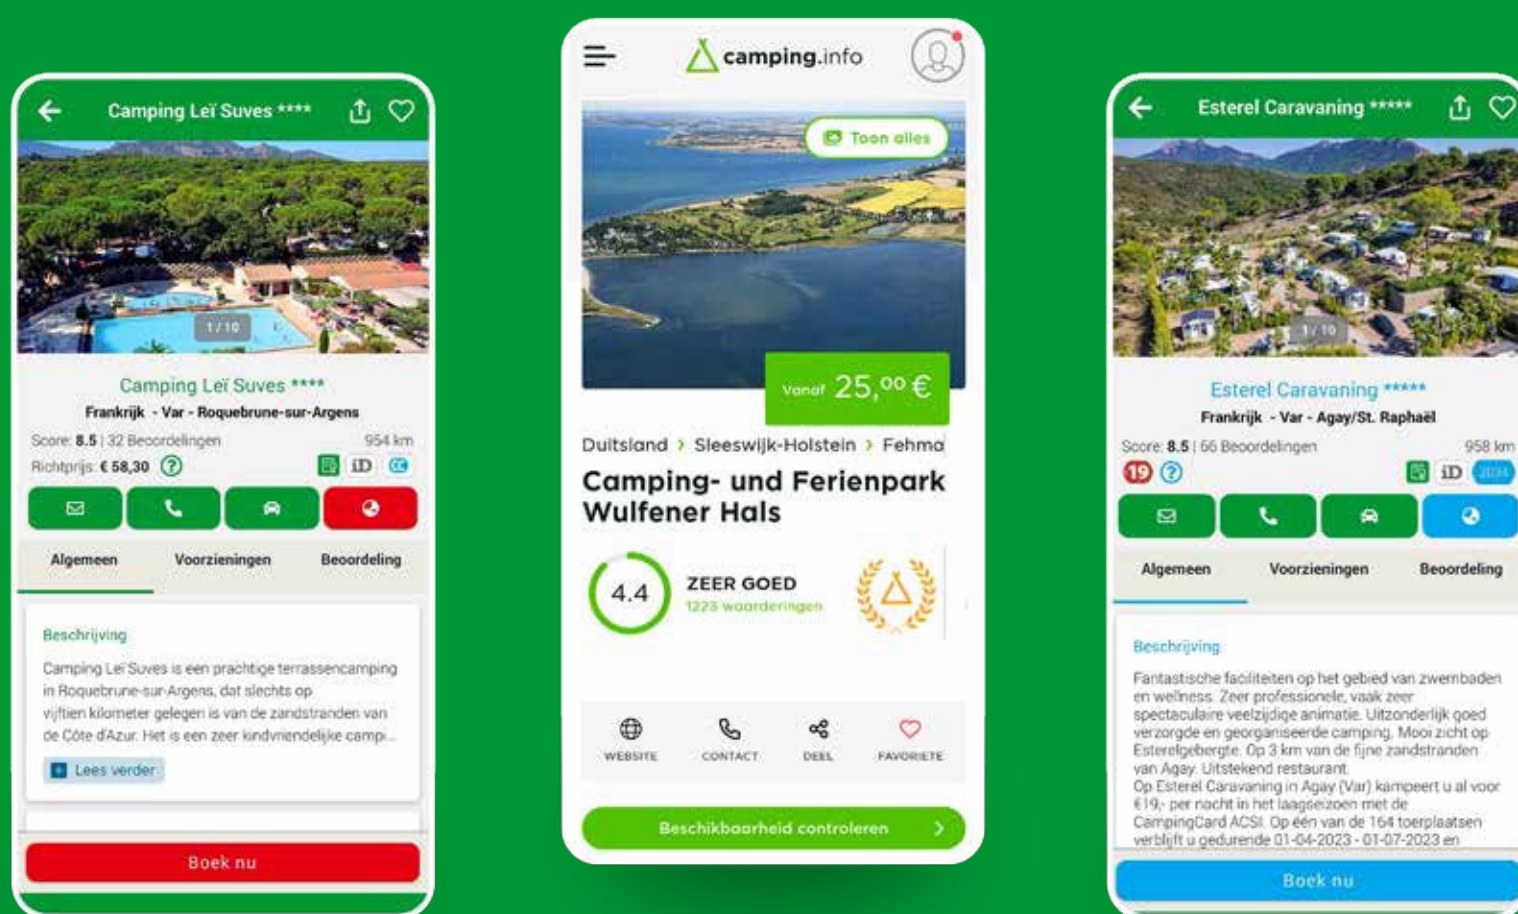 Camping Leï Suves ****
1 / 10
Camping Leï Suves ****
Frankrijk - Var - Roquebrune-sur-Argens
Score: 8.5 | 32 Beoordelingen 954 km
Richtprijs: € 58,30 ? iD CC
Algemeen Voorzieningen Beoordeling
Beschrijving
Camping Leï Suves is een prachtige terrassencamping
in Roquebrune-sur-Argens, dat slechts op
vijftien kilometer gelegen is van de zandstranden van
de Côte d'Azur. Het is een zeer kindvriendelijke campi...
Lees verder
Boek nu
camping.info
Toon alles
Vanaf 25,00 €
Duitsland > Sleeswijk-Holstein > Fehma
Camping- und Ferienpark
Wulfener Hals
4.4
ZEER GOED
1223 waarderingen
WEBSITE CONTACT DEEL FAVORIETE
Beschikbaarheid controleren >
Esterel Caravaning *****
1 / 10
Esterel Caravaning *****
Frankrijk - Var - Agay/St. Raphaël
Score: 8.5 | 66 Beoordelingen 958 km
19 ? iD
Algemeen Voorzieningen Beoordeling
Beschrijving
Fantastische faciliteiten op het gebied van zwembaden
en wellness. Zeer professionele, vaak zeer
spectaculaire veelzijdige animatie. Uitzonderlijk goed
verzorgde en georganiseerde camping. Mooi zicht op
Esterelgebergte. Op 3 km van de fijne zandstranden
van Agay. Uitstekend restaurant.
Op Esterel Caravaning in Agay (Var) kampeert u al voor
€19,- per nacht in het laagseizoen met de
CampingCard ACSI. Op één van de 164 toerplaatsen
verblijft u gedurende 01-04-2023 - 01-07-2023 en
Boek nu